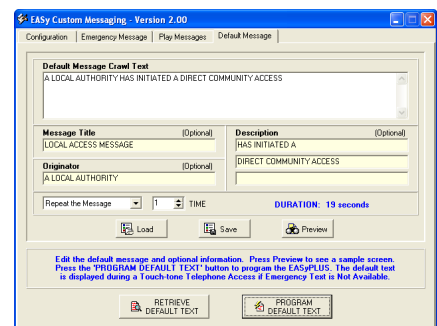 EASy Custom Messaging - Version 2.00
Configuration Emergency Message Play Messages Default Message
Default Message Crawl Text
A LOCAL AUTHORITY HAS INITIATED A DIRECT COMMUNITY ACCESS
Message Title (Optional)
LOCAL ACCESS MESSAGE
Originator (Optional)
A LOCAL AUTHORITY
Description (Optional)
HAS INITIATED A
DIRECT COMMUNITY ACCESS
Repeat the Message 1 TIME DURATION: 19 seconds
Load Save Preview
Edit the default message and optional information. Press Preview to see a sample screen.
Press the 'PROGRAM DEFAULT TEXT' button to program the EASyPLUS. The default text
is displayed during a Touch-tone Telephone Access if Emergency Text is Not Available.
RETRIEVE
DEFAULT TEXT
PROGRAM
DEFAULT TEXT